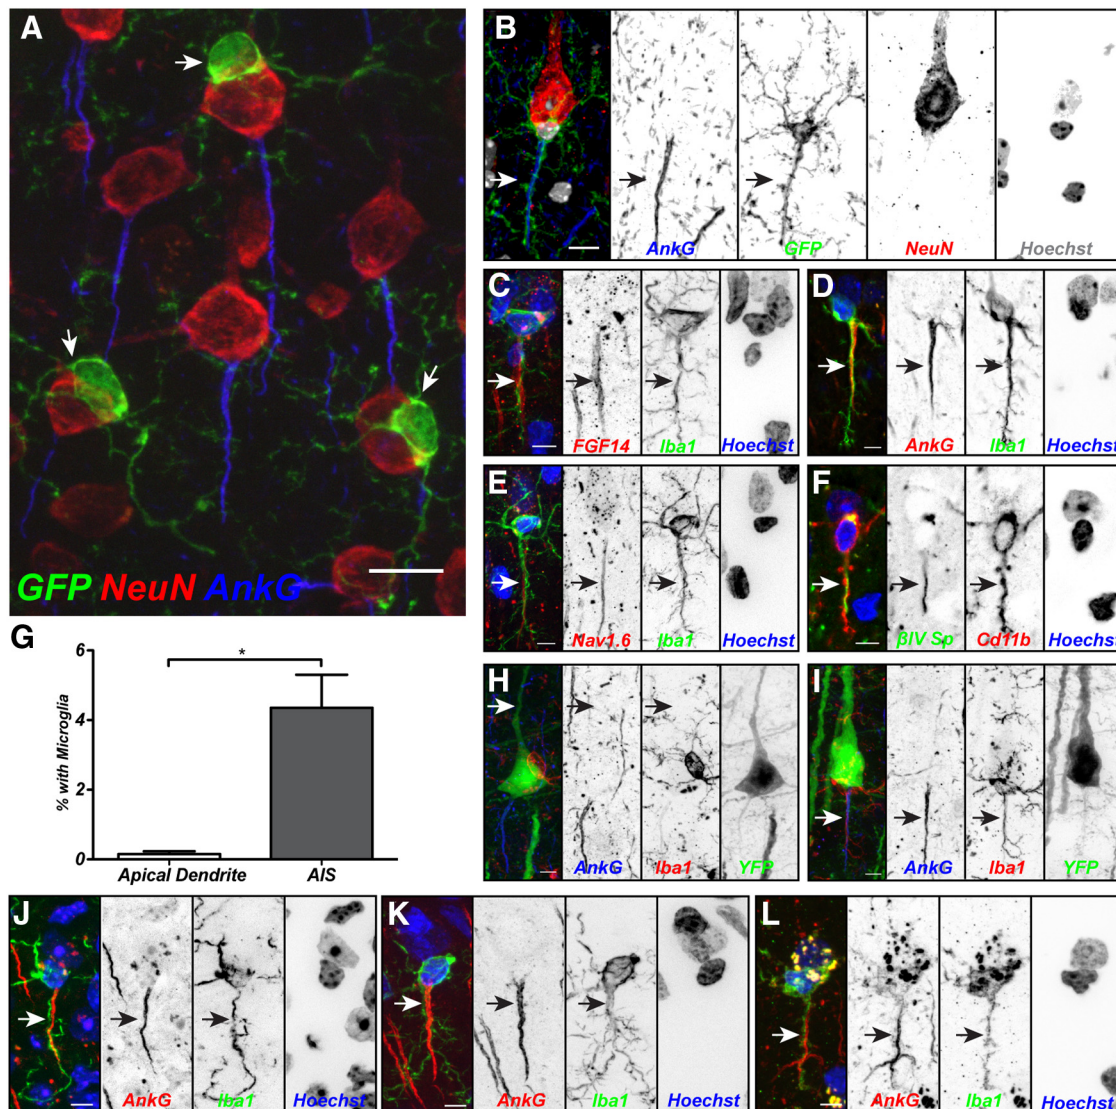 A
GFP NeuN AnkG
B
AnkG GFP NeuN Hoechst
C
FGF14 Iba1 Hoechst
D
AnkG Iba1 Hoechst
E
Nav1.6 Iba1 Hoechst
F
βIV Sp Cd11b Hoechst
G
6
4
2
0
% with Microglia
*
Apical Dendrite AIS
H
AnkG Iba1 YFP
I
AnkG Iba1 YFP
J
AnkG Iba1 Hoechst
K
AnkG Iba1 Hoechst
L
AnkG Iba1 Hoechst